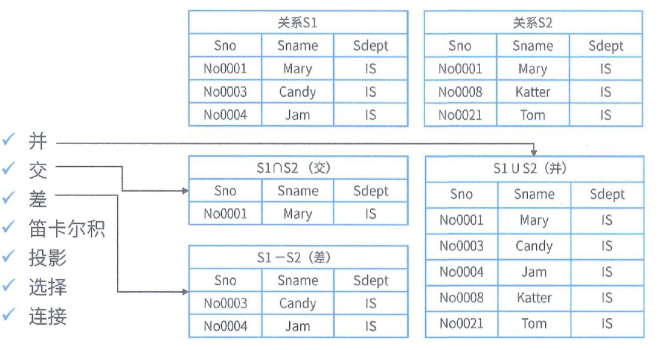 关系S1
Sno Sname Sdept
No0001 Mary IS
No0003 Candy IS
No0004 Jam IS
关系S2
Sno Sname Sdept
No0001 Mary IS
No0008 Katter IS
No0021 Tom IS
✓ 并
✓ 交
✓ 差
✓ 笛卡尔积
✓ 投影
✓ 选择
✓ 连接
S1∩S2（交）
Sno Sname Sdept
No0001 Mary IS
S1－S2（差）
Sno Sname Sdept
No0003 Candy IS
No0004 Jam IS
S1∪S2（并）
Sno Sname Sdept
No0001 Mary IS
No0003 Candy IS
No0004 Jam IS
No0008 Katter IS
No0021 Tom IS